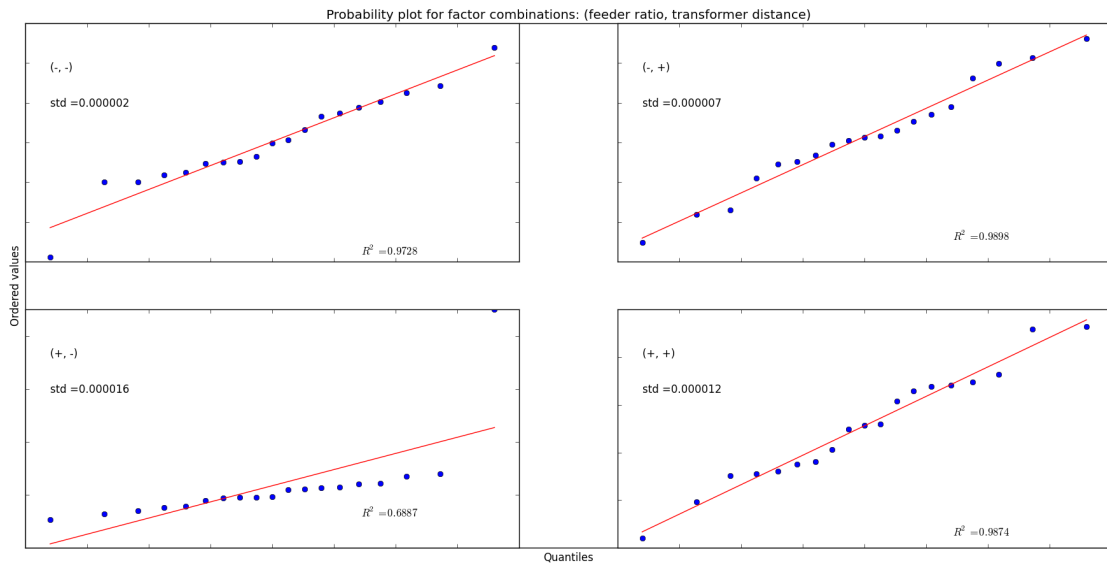 Probability plot for factor combinations: (feeder ratio, transformer distance)
(-, -)
std =0.000002
R² =0.9728
(-, +)
std =0.000007
R² =0.9898
Ordered values
(+, -)
std =0.000016
R² =0.6887
(+, +)
std =0.000012
R² =0.9874
Quantiles